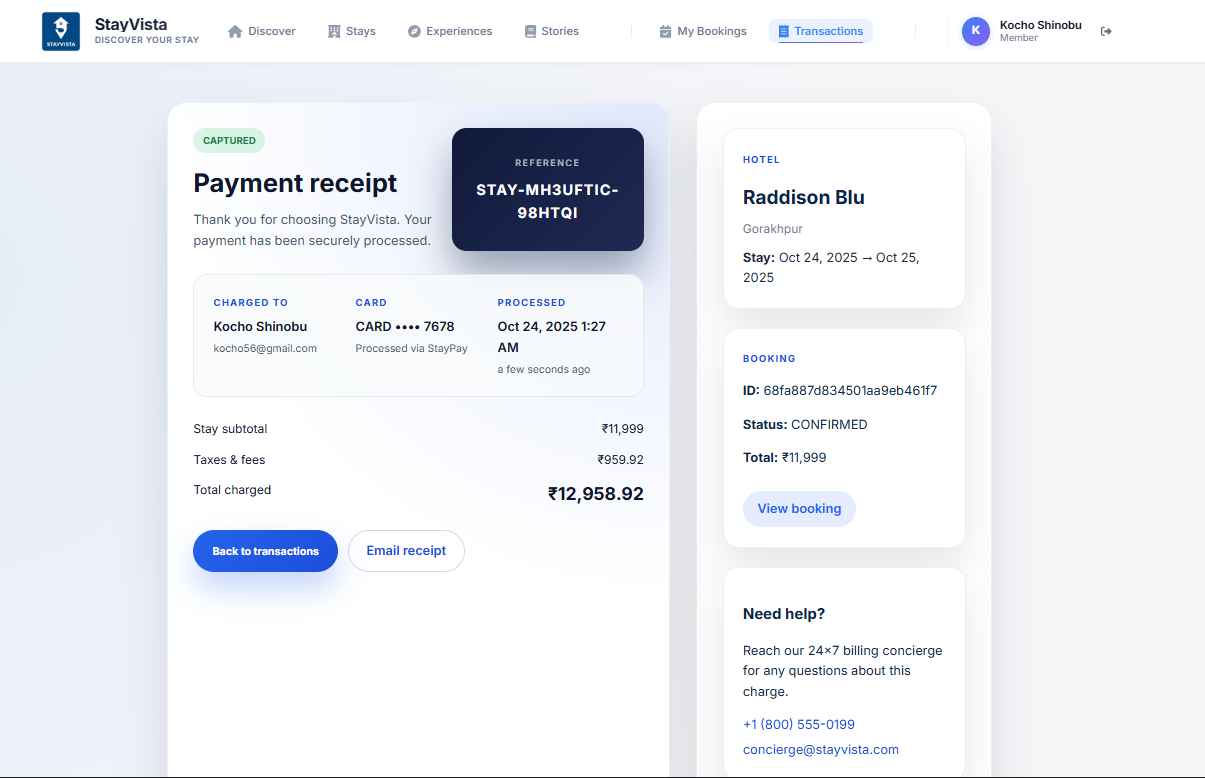 STAYVISTA
StayVista
DISCOVER YOUR STAY
Discover
Stays
Experiences
Stories
My Bookings
Transactions
K
Kocho Shinobu
Member
CAPTURED
Payment receipt
Thank you for choosing StayVista. Your
payment has been securely processed.
REFERENCE
STAY-MH3UFTIC-
98HTQI
CHARGED TO
Kocho Shinobu
kocho56@gmail.com
CARD
CARD •••• 7678
Processed via StayPay
PROCESSED
Oct 24, 2025 1:27
AM
a few seconds ago
Stay subtotal ₹11,999
Taxes & fees ₹959.92
Total charged ₹12,958.92
Back to transactions
Email receipt
HOTEL
Raddison Blu
Gorakhpur
Stay: Oct 24, 2025 → Oct 25,
2025
BOOKING
ID: 68fa887d834501aa9eb461f7
Status: CONFIRMED
Total: ₹11,999
View booking
Need help?
Reach our 24×7 billing concierge
for any questions about this
charge.
+1 (800) 555-0199
concierge@stayvista.com